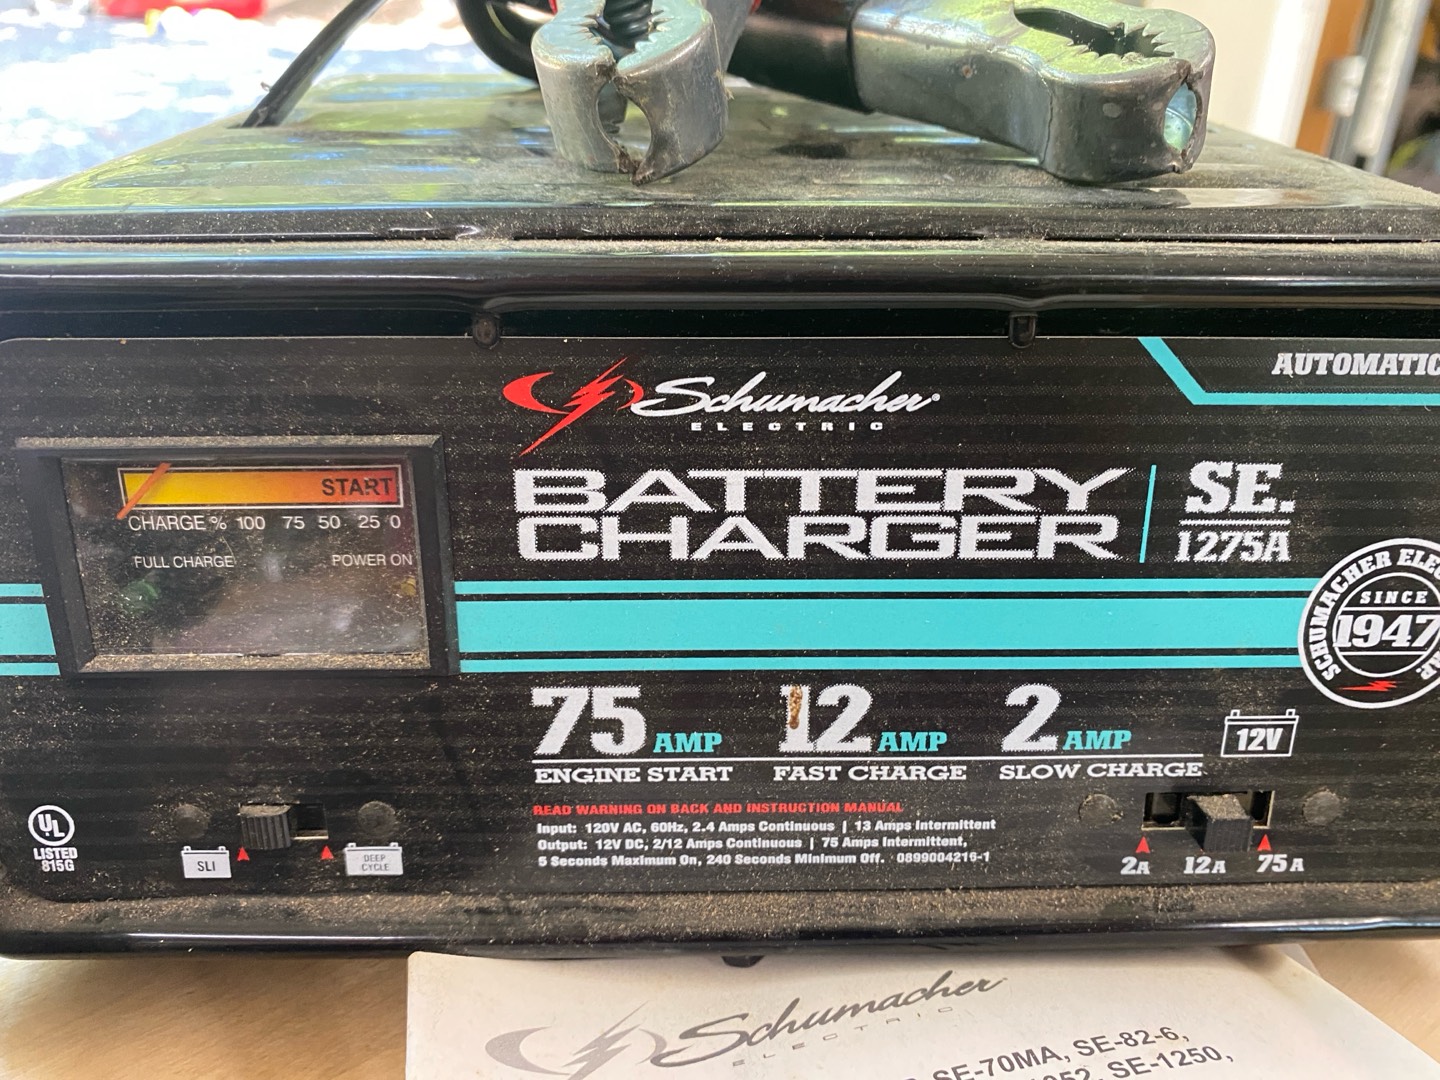 AUTOMATIC
Schumacher®
ELECTRIC
BATTERY
CHARGER
SE.
1275A
START
CHARGE % 100 75 50 25 0
FULL CHARGE POWER ON
SCHUMACHER ELEC
SINCE
1947
75 AMP
ENGINE START
12 AMP
FAST CHARGE
2 AMP
SLOW CHARGE
12V
READ WARNING ON BACK AND INSTRUCTION MANUAL
Input: 120V AC, 60Hz, 2.4 Amps Continuous | 13 Amps Intermittent
Output: 12V DC, 2/12 Amps Continuous | 75 Amps Intermittent,
5 Seconds Maximum On, 240 Seconds Minimum Off. 0899004216-1
UL
LISTED
815G
SLI
DEEP
CYCLE
2A 12A 75A
Schumacher
ELECTRIC
SE-70MA, SE-82-6,
SE-1250,